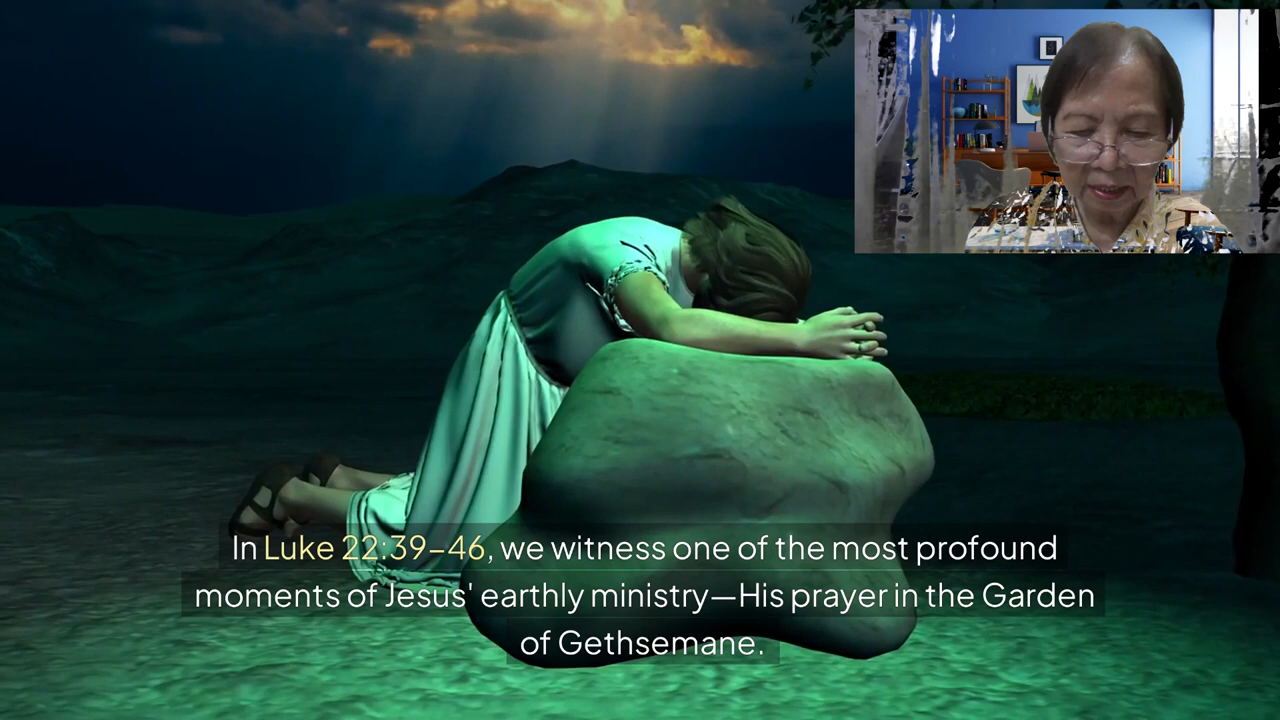 In Luke 22:39–46, we witness one of the most profound
moments of Jesus' earthly ministry—His prayer in the Garden
of Gethsemane.